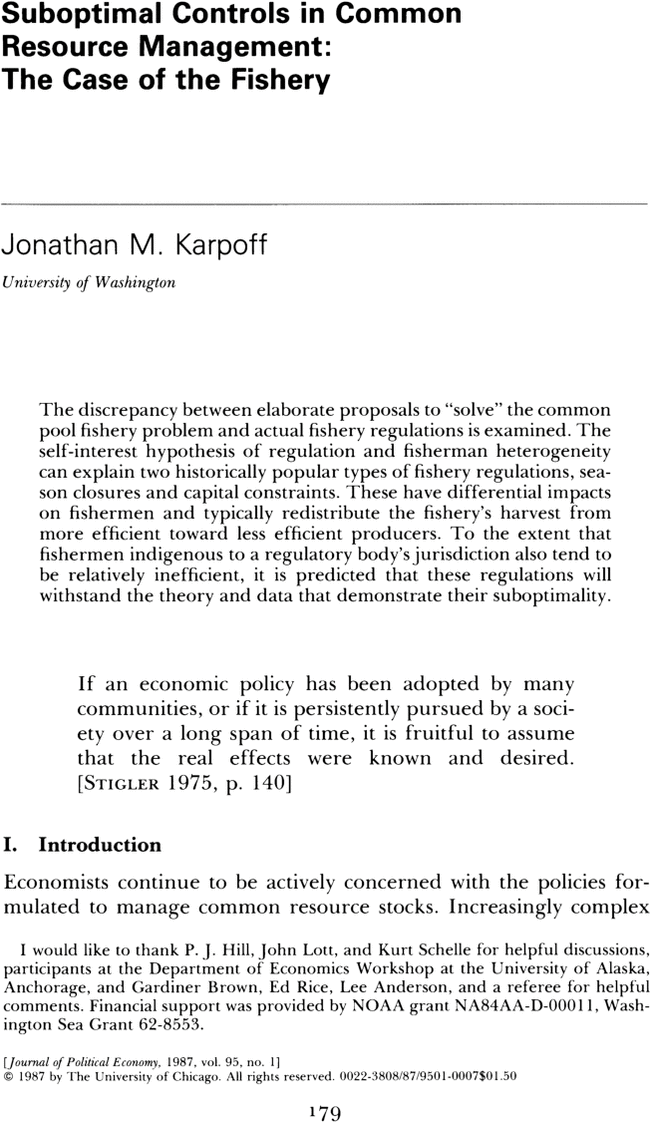 Suboptimal Controls in Common
Resource Management:
The Case of the Fishery
Jonathan M. Karpoff
University of Washington
The discrepancy between elaborate proposals to “solve” the common
pool fishery problem and actual fishery regulations is examined. The
self-interest hypothesis of regulation and fisherman heterogeneity
can explain two historically popular types of fishery regulations, sea-
son closures and capital constraints. These have differential impacts
on fishermen and typically redistribute the fishery's harvest from
more efficient toward less efficient producers. To the extent that
fishermen indigenous to a regulatory body's jurisdiction also tend to
be relatively inefficient, it is predicted that these regulations will
withstand the theory and data that demonstrate their suboptimality.
If an economic policy has been adopted by many
communities, or if it is persistently pursued by a soci-
ety over a long span of time, it is fruitful to assume
that the real effects were known and desired.
[STIGLER 1975, p. 140]
I. Introduction
Economists continue to be actively concerned with the policies for-
mulated to manage common resource stocks. Increasingly complex
I would like to thank P. J. Hill, John Lott, and Kurt Schelle for helpful discussions,
participants at the Department of Economics Workshop at the University of Alaska,
Anchorage, and Gardiner Brown, Ed Rice, Lee Anderson, and a referee for helpful
comments. Financial support was provided by NOAA grant NA84AA-D-00011, Wash-
ington Sea Grant 62-8553.
[Journal of Political Economy, 1987, vol. 95, no. 1]
© 1987 by The University of Chicago. All rights reserved. 0022-3808/87/9501-0007$01.50
179